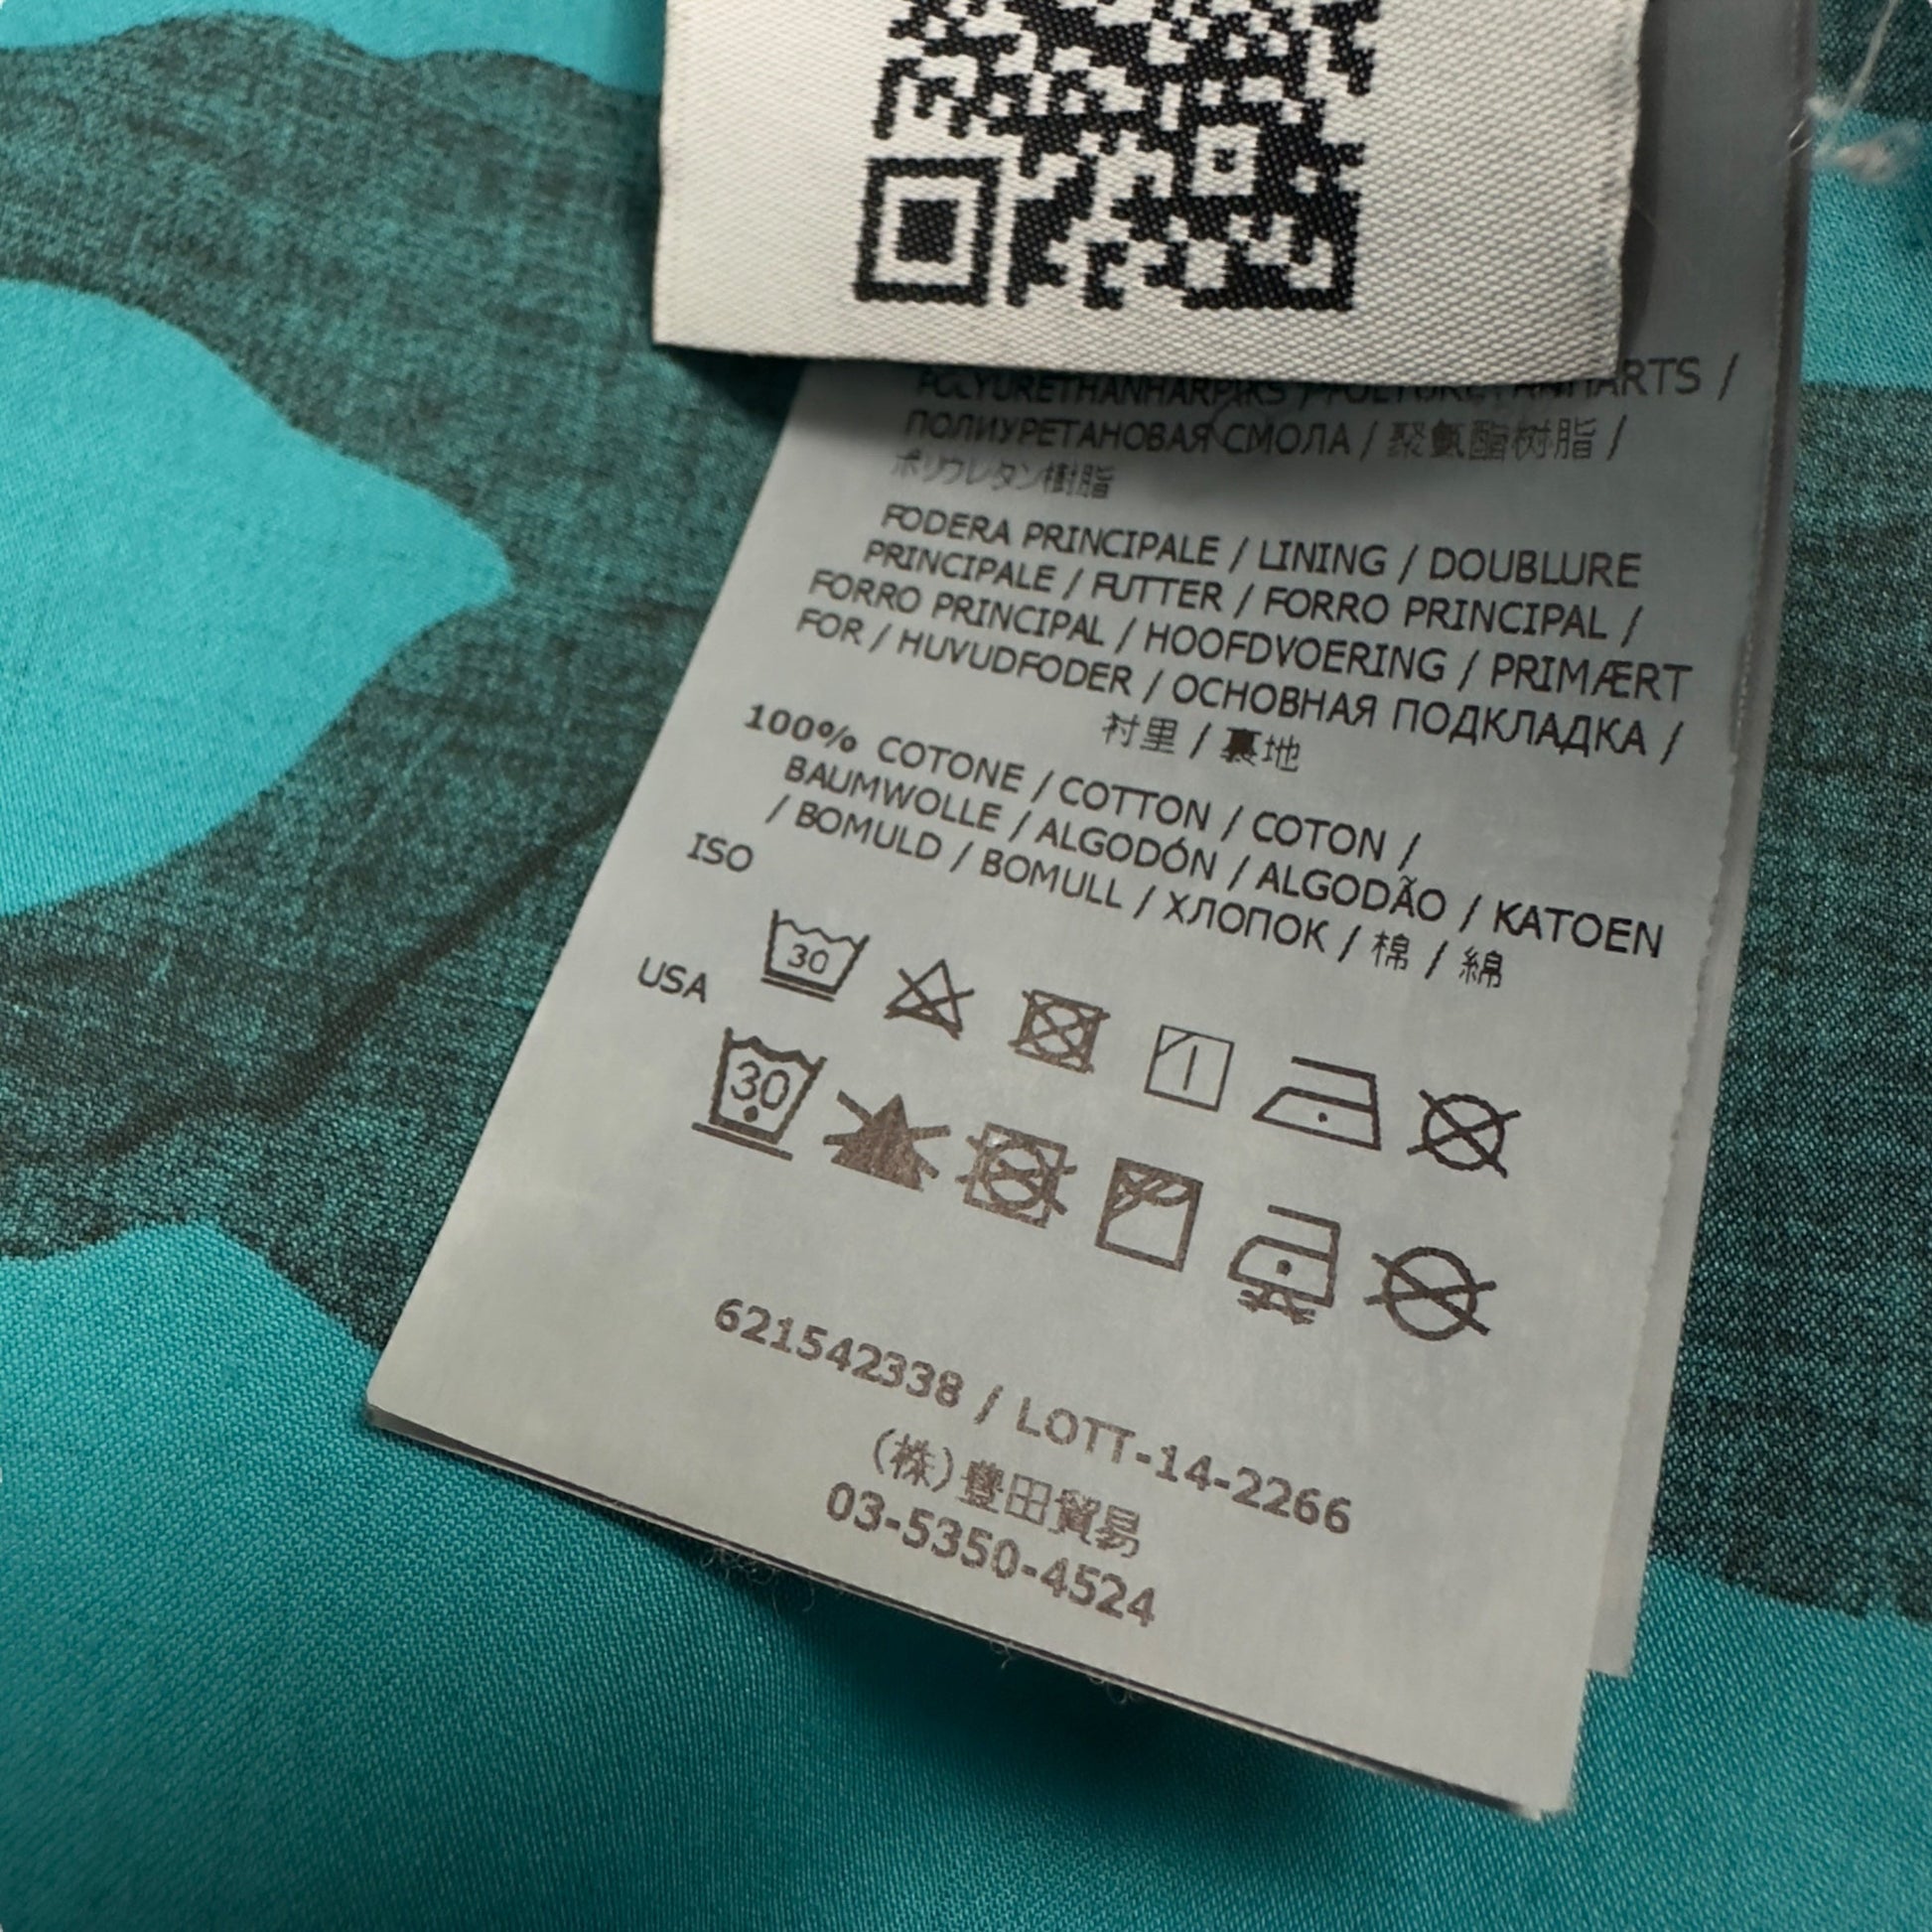 POLYURETHANHARPIKS /
ПОЛИУРЕТАНОВАЯ СМОЛА / 聚氨酯树脂 /
ポリウレタン樹脂
FODERA PRINCIPALE / LINING / DOUBLURE
PRINCIPALE / FUTTER / FORRO PRINCIPAL /
FORRO PRINCIPAL / HOOFDVOERING / PRIMÆRT
FOR / HUVUDFODER / ОСНОВНАЯ ПОДКЛАДКА /
衬里 / 裏地
100% COTONE / COTTON / COTON /
BAUMWOLLE / ALGODÓN / ALGODÃO / KATOEN
/ BOMULD / BOMULL / ХЛОПОК / 棉 / 綿
ISO
30
USA
30
621542338 / LOTT-14-2266
(株)豊田貿易
03-5350-4524